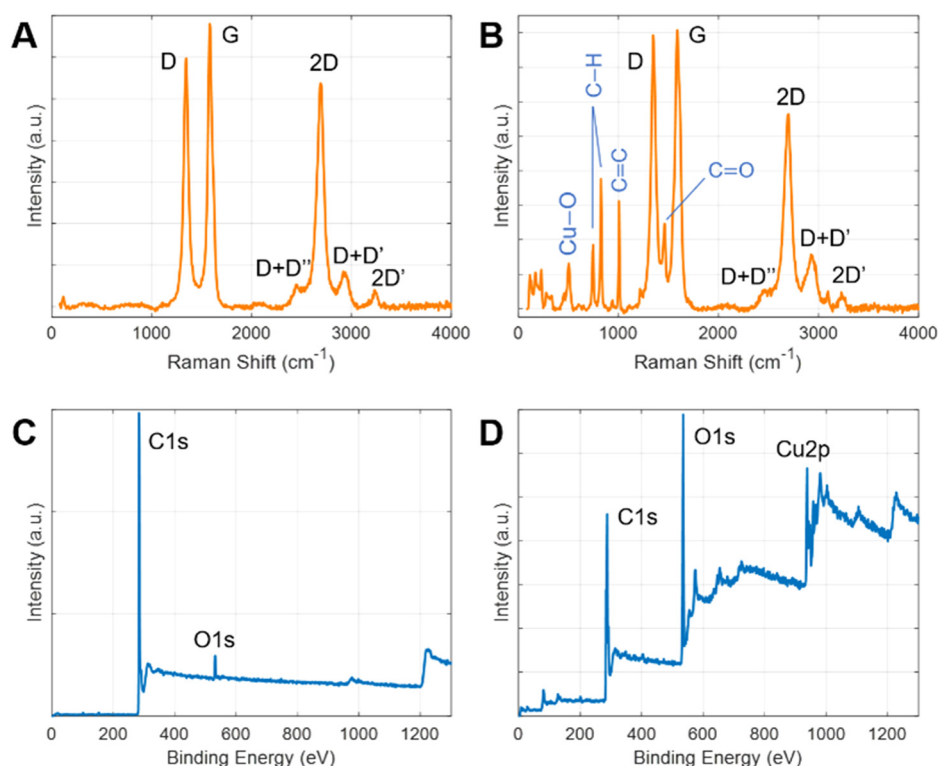 A
D
G
2D
D+D''
D+D'
2D'
Intensity (a.u.)
0
1000
2000
3000
4000
Raman Shift (cm⁻¹)
B
D
G
2D
Cu–O
C–H
C=C
C=O
D+D''
D+D'
2D'
Intensity (a.u.)
0
1000
2000
3000
4000
Raman Shift (cm⁻¹)
C
C1s
O1s
Intensity (a.u.)
0
200
400
600
800
1000
1200
Binding Energy (eV)
D
C1s
O1s
Cu2p
Intensity (a.u.)
0
200
400
600
800
1000
1200
Binding Energy (eV)